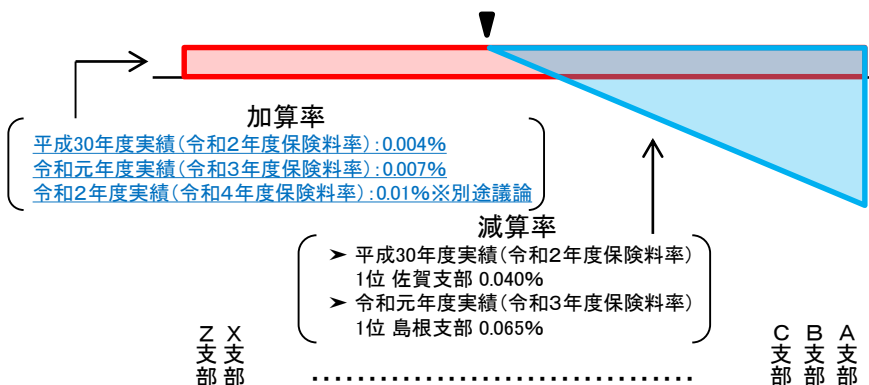 加算率
平成30年度実績(令和2年度保険料率):0.004%
令和元年度実績(令和3年度保険料率):0.007%
令和2年度実績(令和4年度保険料率):0.01%※別途議論
減算率
➤ 平成30年度実績(令和2年度保険料率)
1位 佐賀支部 0.040%
➤ 令和元年度実績(令和3年度保険料率)
1位 島根支部 0.065%
Z支部
X支部
‥‥‥‥‥‥‥‥‥‥‥‥‥‥
C支部
B支部
A支部